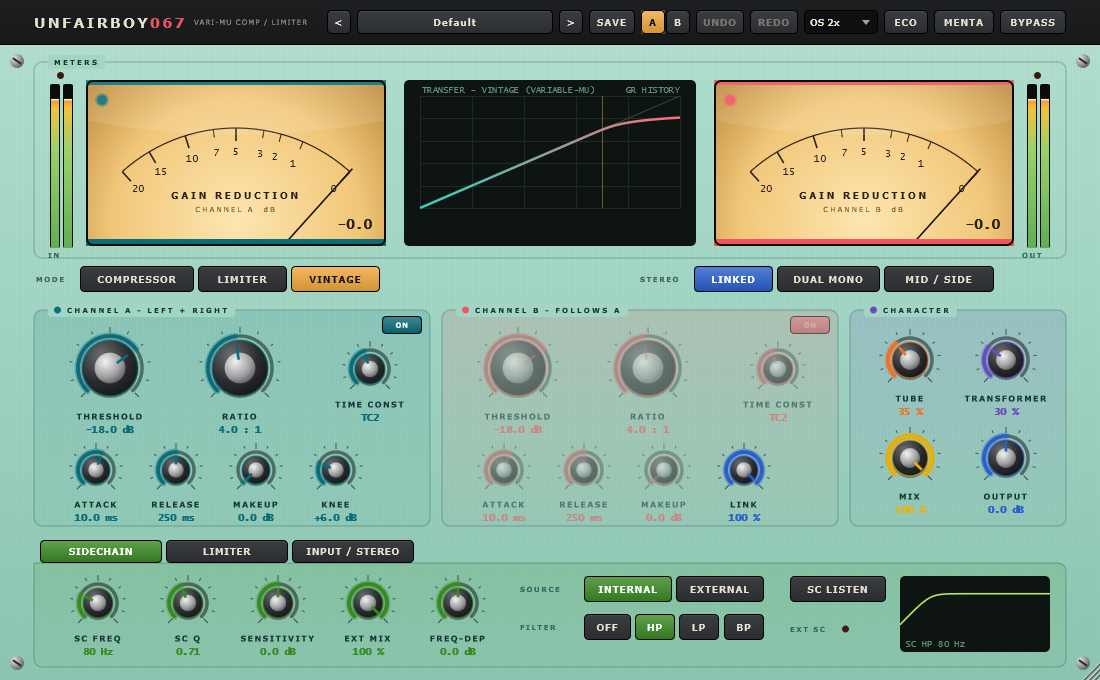 UNFAIRBOY067 VARI-MU COMP / LIMITER < Default > SAVE A B UNDO REDO OS 2x ECO MENTA BYPASS
METERS
TRANSFER - VINTAGE (VARIABLE-MU) GR HISTORY
20 15 10 7 5 3 2 1 0
GAIN REDUCTION
CHANNEL A dB
-0.0
20 15 10 7 5 3 2 1 0
GAIN REDUCTION
CHANNEL B dB
-0.0
IN OUT
MODE COMPRESSOR LIMITER VINTAGE STEREO LINKED DUAL MONO MID / SIDE
CHANNEL A - LEFT + RIGHT
ON
THRESHOLD RATIO TIME CONST
-18.0 dB 4.0 : 1 TC2
ATTACK RELEASE MAKEUP KNEE
10.0 ms 250 ms 0.0 dB +6.0 dB
CHANNEL B - FOLLOWS A
ON
THRESHOLD RATIO TIME CONST
-18.0 dB 4.0 : 1 TC2
ATTACK RELEASE MAKEUP LINK
10.0 ms 250 ms 0.0 dB 100 %
CHARACTER
TUBE TRANSFORMER
35 % 30 %
MIX OUTPUT
100 % 0.0 dB
SIDECHAIN LIMITER INPUT / STEREO
SC FREQ SC Q SENSITIVITY EXT MIX FREQ-DEP
80 Hz 0.71 0.0 dB 100 % 0.0 dB
SOURCE INTERNAL EXTERNAL SC LISTEN
FILTER OFF HP LP BP EXT SC
SC HP 80 Hz